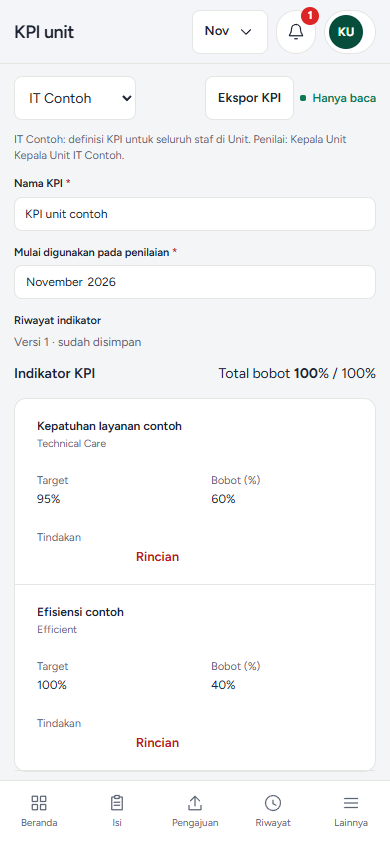 KPI unit
Nov
1
KU
IT Contoh
Ekspor KPI
Hanya baca
IT Contoh: definisi KPI untuk seluruh staf di Unit. Penilai: Kepala Unit
Kepala Unit IT Contoh.
Nama KPI *
KPI unit contoh
Mulai digunakan pada penilaian *
November 2026
Riwayat indikator
Versi 1 · sudah disimpan
Indikator KPI
Total bobot 100% / 100%
Kepatuhan layanan contoh
Technical Care
Target
Bobot (%)
95%
60%
Tindakan
Rincian
Efisiensi contoh
Efficient
Target
Bobot (%)
100%
40%
Tindakan
Rincian
Beranda
Isi
Pengajuan
Riwayat
Lainnya